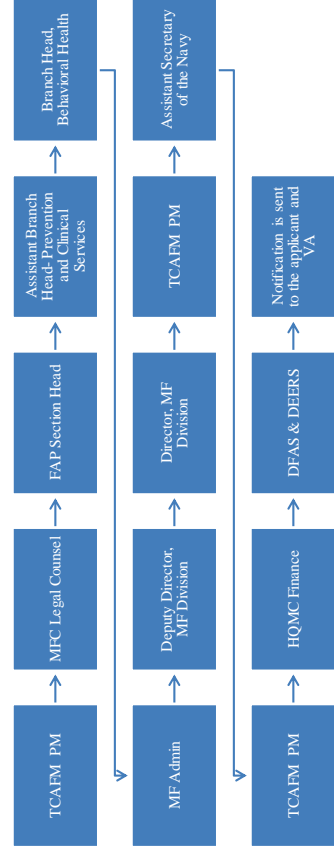 TCAFM PM
MFC Legal Counsel
FAP Section Head
Assistant Branch
Head- Prevention
and Clinical
Services
Branch Head,
Behavioral Health
MF Admin
Deputy Director,
MF Division
Director, MF
Division
TCAFM PM
Assistant Secretary
of the Navy
TCAFM PM
HQMC Finance
DFAS & DEERS
Notification is sent
to the applicant and
VA